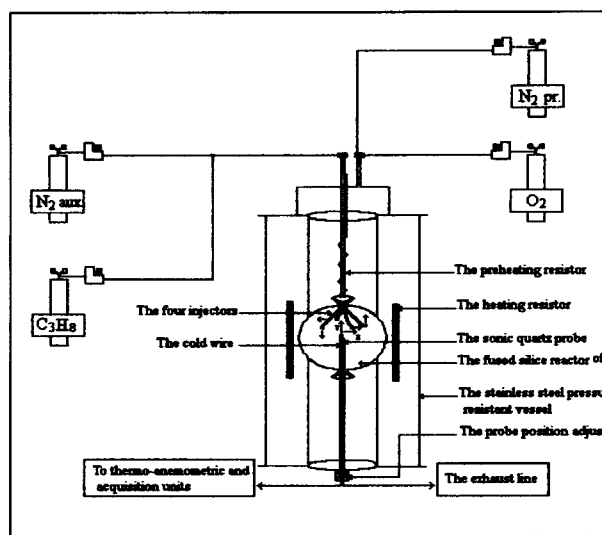 N2 pr.
N2 aux.
O2
C3H8
The preheating resistor
The four injectors
The heating resistor
The cold wire
The sonic quartz probe
The fused silice reactor of
The stainless steel pressu
resistant vessel
The probe position adjus
To thermo-anemometric and
acquisition units
The exhaust line